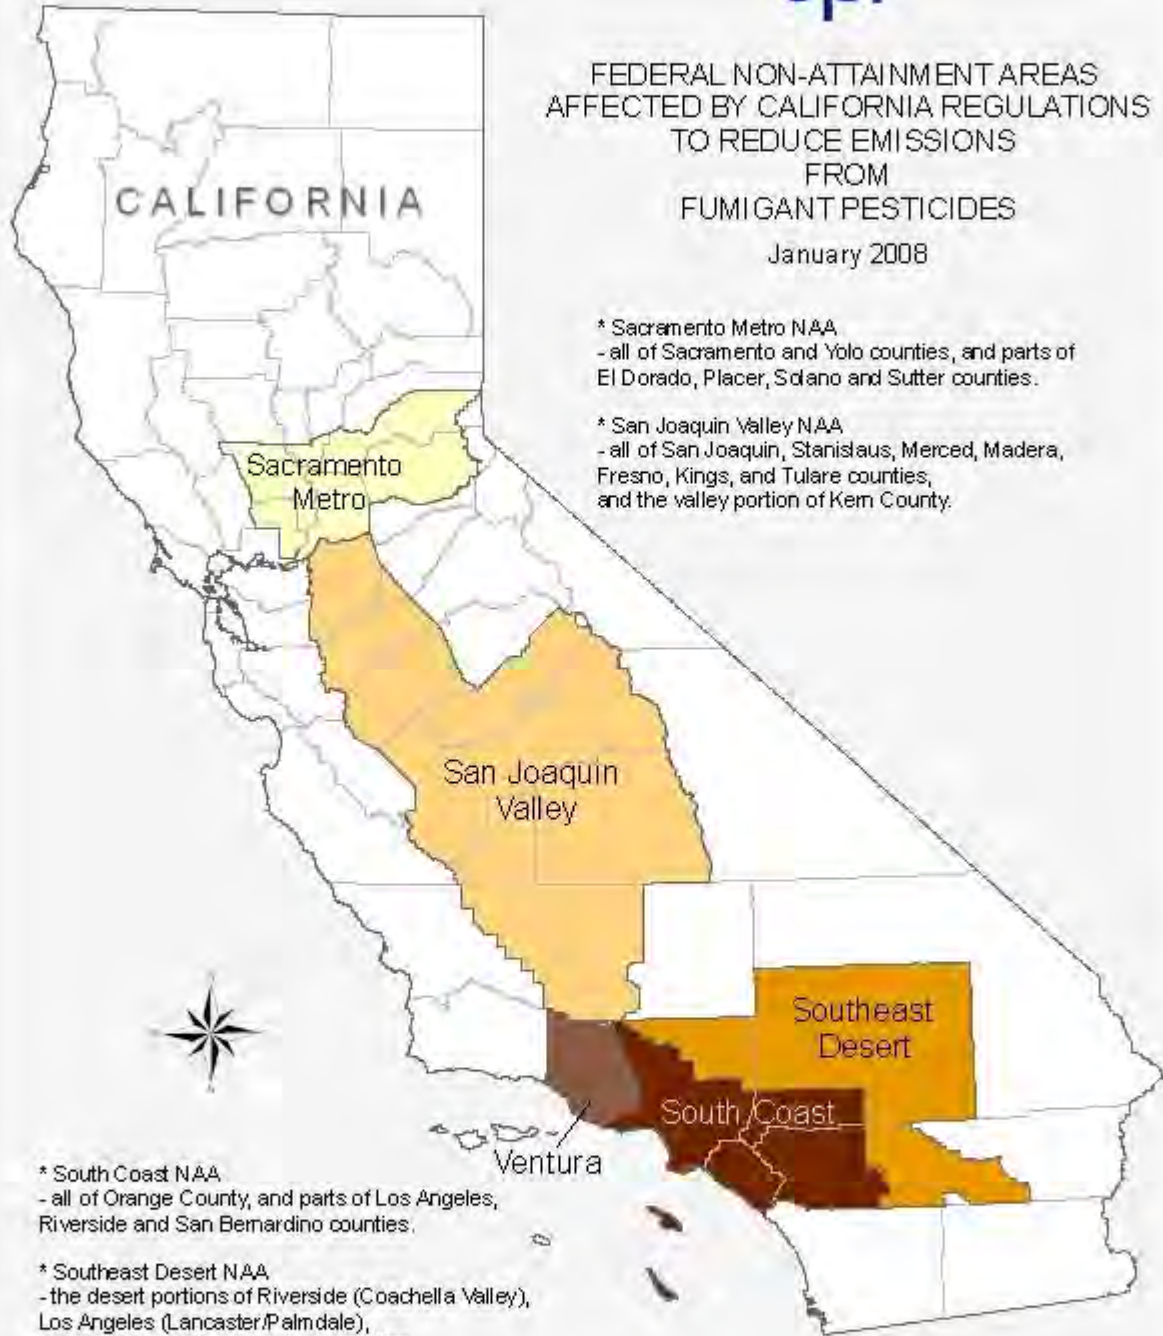 FEDERAL NON-ATTAINMENT AREAS
AFFECTED BY CALIFORNIA REGULATIONS
TO REDUCE EMISSIONS
FROM
FUMIGANT PESTICIDES
January 2008
CALIFORNIA
* Sacramento Metro NAA
- all of Sacramento and Yolo counties, and parts of
El Dorado, Placer, Solano and Sutter counties.
* San Joaquin Valley NAA
- all of San Joaquin, Stanislaus, Merced, Madera,
Fresno, Kings, and Tulare counties,
and the valley portion of Kern County.
Sacramento
Metro
San Joaquin
Valley
Southeast
Desert
South Coast
Ventura
* South Coast NAA
- all of Orange County, and parts of Los Angeles,
Riverside and San Bernardino counties.
* Southeast Desert NAA
- the desert portions of Riverside (Coachella Valley),
Los Angeles (Lancaster/Palmdale),